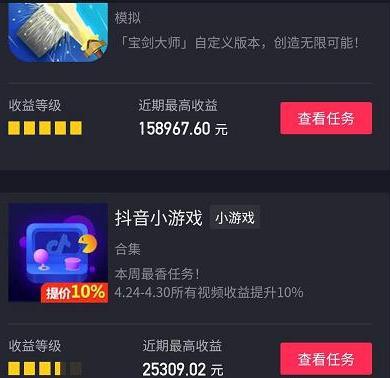 模拟
「宝剑大师」自定义版本，创造无限可能！
收益等级
近期最高收益
158967.60 元
查看任务
抖音小游戏 小游戏
合集
本周最香任务！
4.24-4.30所有视频收益提升10%
提价10%
收益等级
近期最高收益
25309.02 元
查看任务